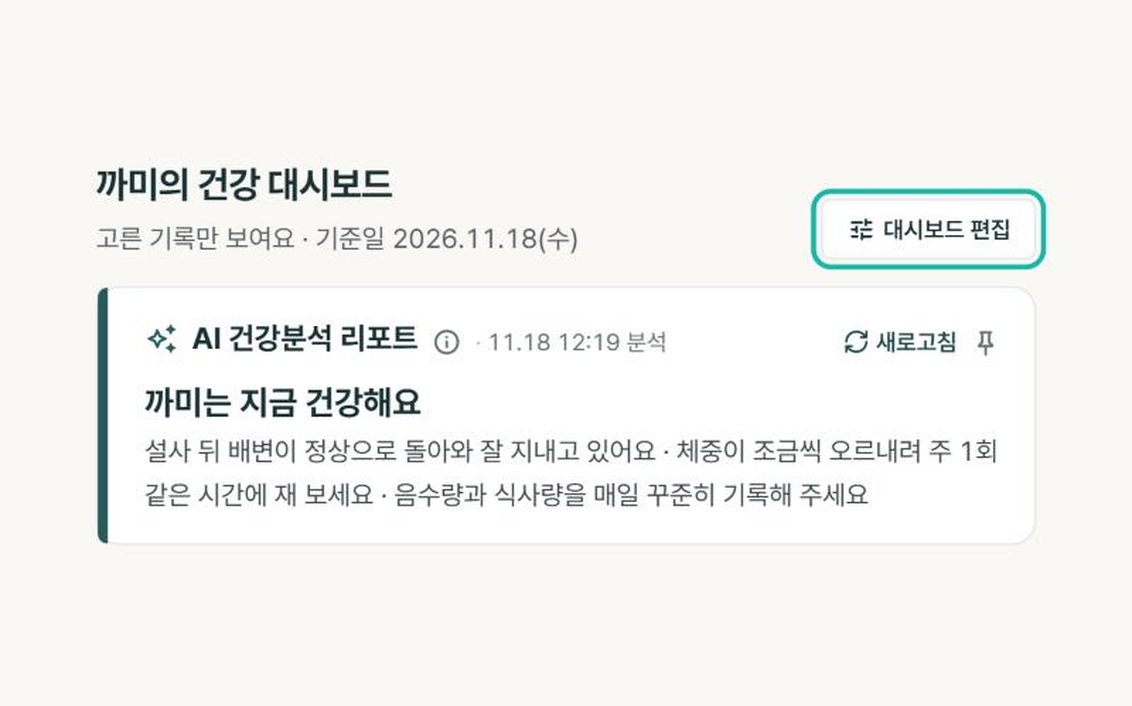 까미의 건강 대시보드
고른 기록만 보여요 · 기준일 2026.11.18(수)
대시보드 편집
AI 건강분석 리포트 · 11.18 12:19 분석
새로고침
까미는 지금 건강해요
설사 뒤 배변이 정상으로 돌아와 잘 지내고 있어요 · 체중이 조금씩 오르내려 주 1회
같은 시간에 재 보세요 · 음수량과 식사량을 매일 꾸준히 기록해 주세요